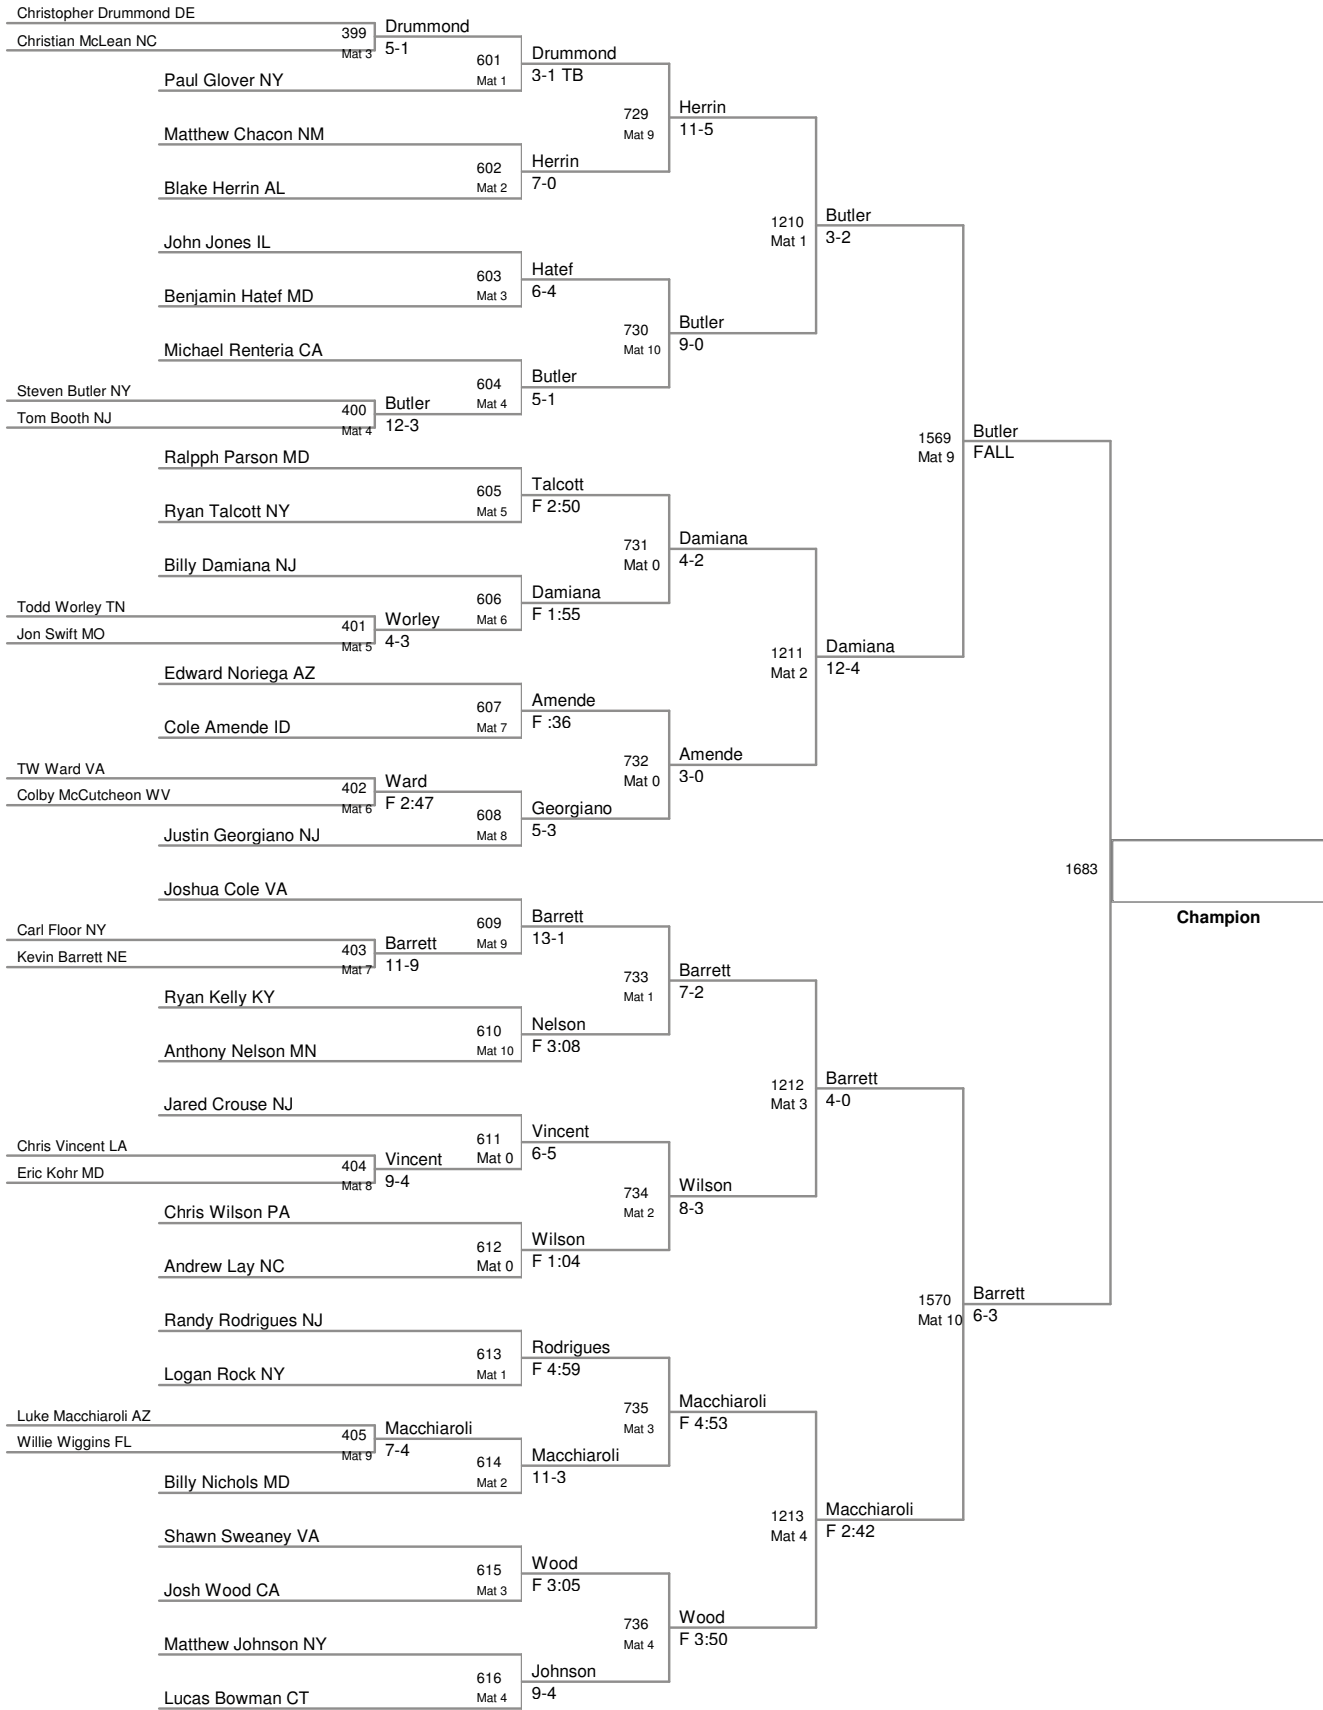 Christopher Drummond DE
Christian McLean NC
399
Mat 3
Drummond
5-1
Paul Glover NY
601
Mat 1
Drummond
3-1 TB
Matthew Chacon NM
Blake Herrin AL
602
Mat 2
Herrin
7-0
729
Mat 9
Herrin
11-5
John Jones IL
Benjamin Hatef MD
603
Mat 3
Hatef
6-4
Michael Renteria CA
Steven Butler NY
Tom Booth NJ
400
Mat 4
Butler
12-3
604
Mat 4
Butler
5-1
730
Mat 10
Butler
9-0
1210
Mat 1
Butler
3-2
Ralpph Parson MD
Ryan Talcott NY
605
Mat 5
Talcott
F 2:50
Billy Damiana NJ
Todd Worley TN
Jon Swift MO
401
Mat 5
Worley
4-3
606
Mat 6
Damiana
F 1:55
731
Mat 0
Damiana
4-2
Edward Noriega AZ
Cole Amende ID
607
Mat 7
Amende
F :36
TW Ward VA
Colby McCutcheon WV
402
Mat 6
Ward
F 2:47
Justin Georgiano NJ
608
Mat 8
Georgiano
5-3
732
Mat 0
Amende
3-0
1211
Mat 2
Damiana
12-4
1569
Mat 9
Butler
FALL
Joshua Cole VA
Carl Floor NY
Kevin Barrett NE
403
Mat 7
Barrett
11-9
609
Mat 9
Barrett
13-1
Ryan Kelly KY
Anthony Nelson MN
610
Mat 10
Nelson
F 3:08
733
Mat 1
Barrett
7-2
Jared Crouse NJ
Chris Vincent LA
Eric Kohr MD
404
Mat 8
Vincent
9-4
611
Mat 0
Vincent
6-5
Chris Wilson PA
Andrew Lay NC
612
Mat 0
Wilson
F 1:04
734
Mat 2
Wilson
8-3
1212
Mat 3
Barrett
4-0
Randy Rodrigues NJ
Logan Rock NY
613
Mat 1
Rodrigues
F 4:59
Luke Macchiaroli AZ
Willie Wiggins FL
405
Mat 9
Macchiaroli
7-4
Billy Nichols MD
614
Mat 2
Macchiaroli
11-3
735
Mat 3
Macchiaroli
F 4:53
Shawn Sweaney VA
Josh Wood CA
615
Mat 3
Wood
F 3:05
Matthew Johnson NY
Lucas Bowman CT
616
Mat 4
Johnson
9-4
736
Mat 4
Wood
F 3:50
1213
Mat 4
Macchiaroli
F 2:42
1570
Mat 10
Barrett
6-3
1683
Champion